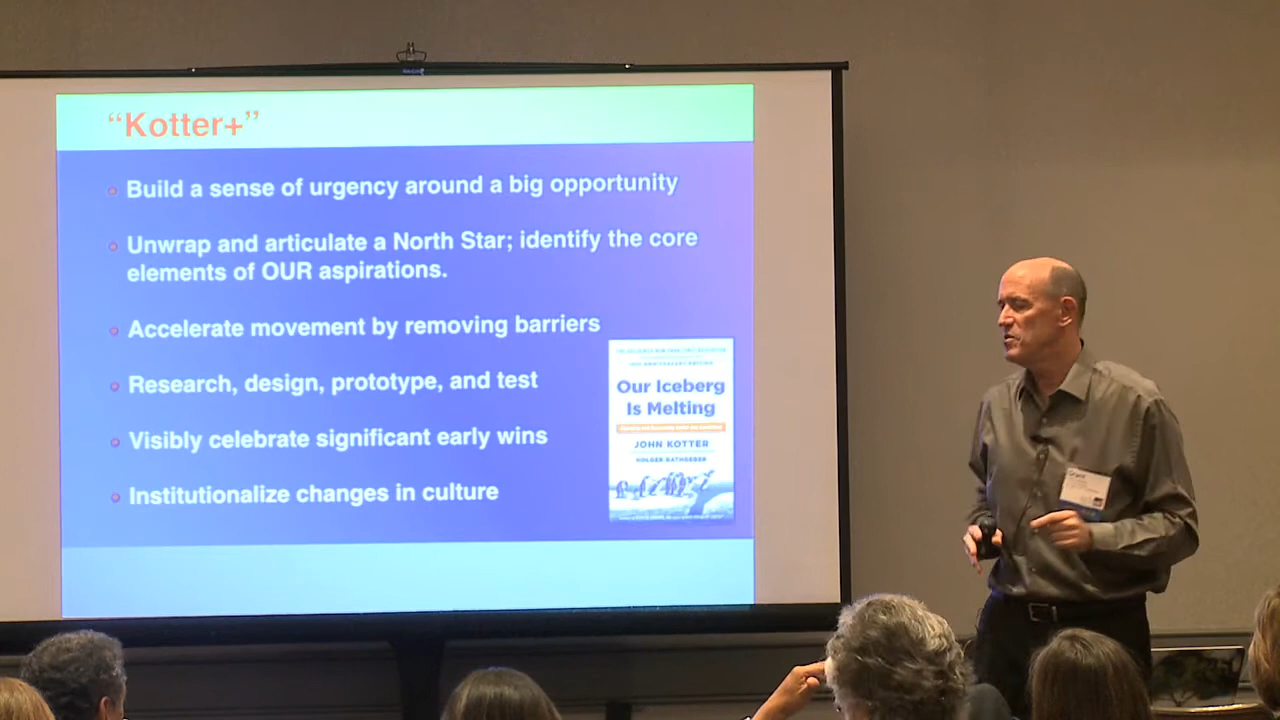 “Kotter+”
Build a sense of urgency around a big opportunity
Unwrap and articulate a North Star; identify the core
elements of OUR aspirations.
Accelerate movement by removing barriers
Research, design, prototype, and test
Visibly celebrate significant early wins
Institutionalize changes in culture
Our Iceberg
Is Melting
JOHN KOTTER
HOLGER RATHGEBER
Grant